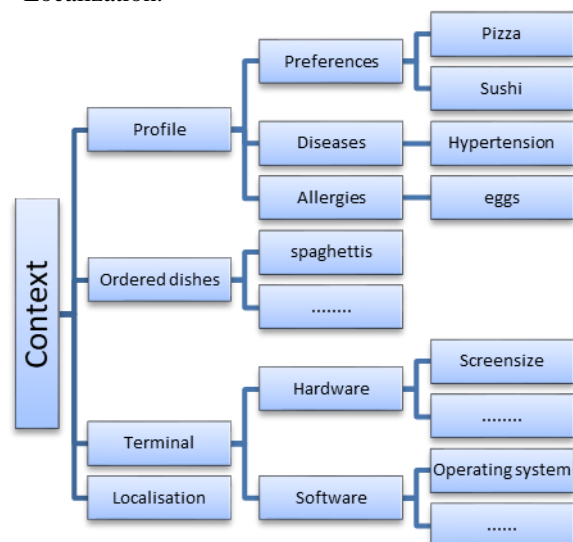 Localization.
Pizza
Preferences
Sushi
Profile
Diseases
Hypertension
Allergies
eggs
spaghettis
Ordered dishes
........
Context
Screensize
Hardware
........
Terminal
Operating system
Localisation
Software
......